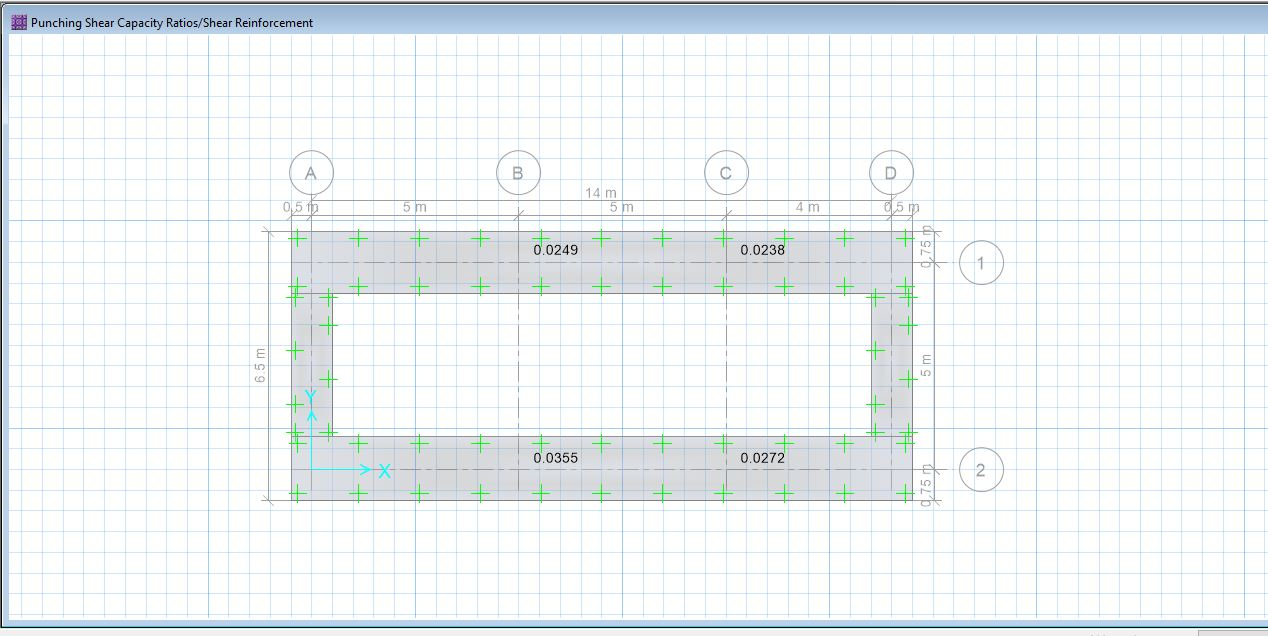 Punching Shear Capacity Ratios/Shear Reinforcement
A B C D
14 m
0.5 m 5 m 5 m 4 m 0.5 m
0.75 m
0.0249 0.0238
1
6.5 m
5 m
Y
0.0355 0.0272
X
2
0.75 m